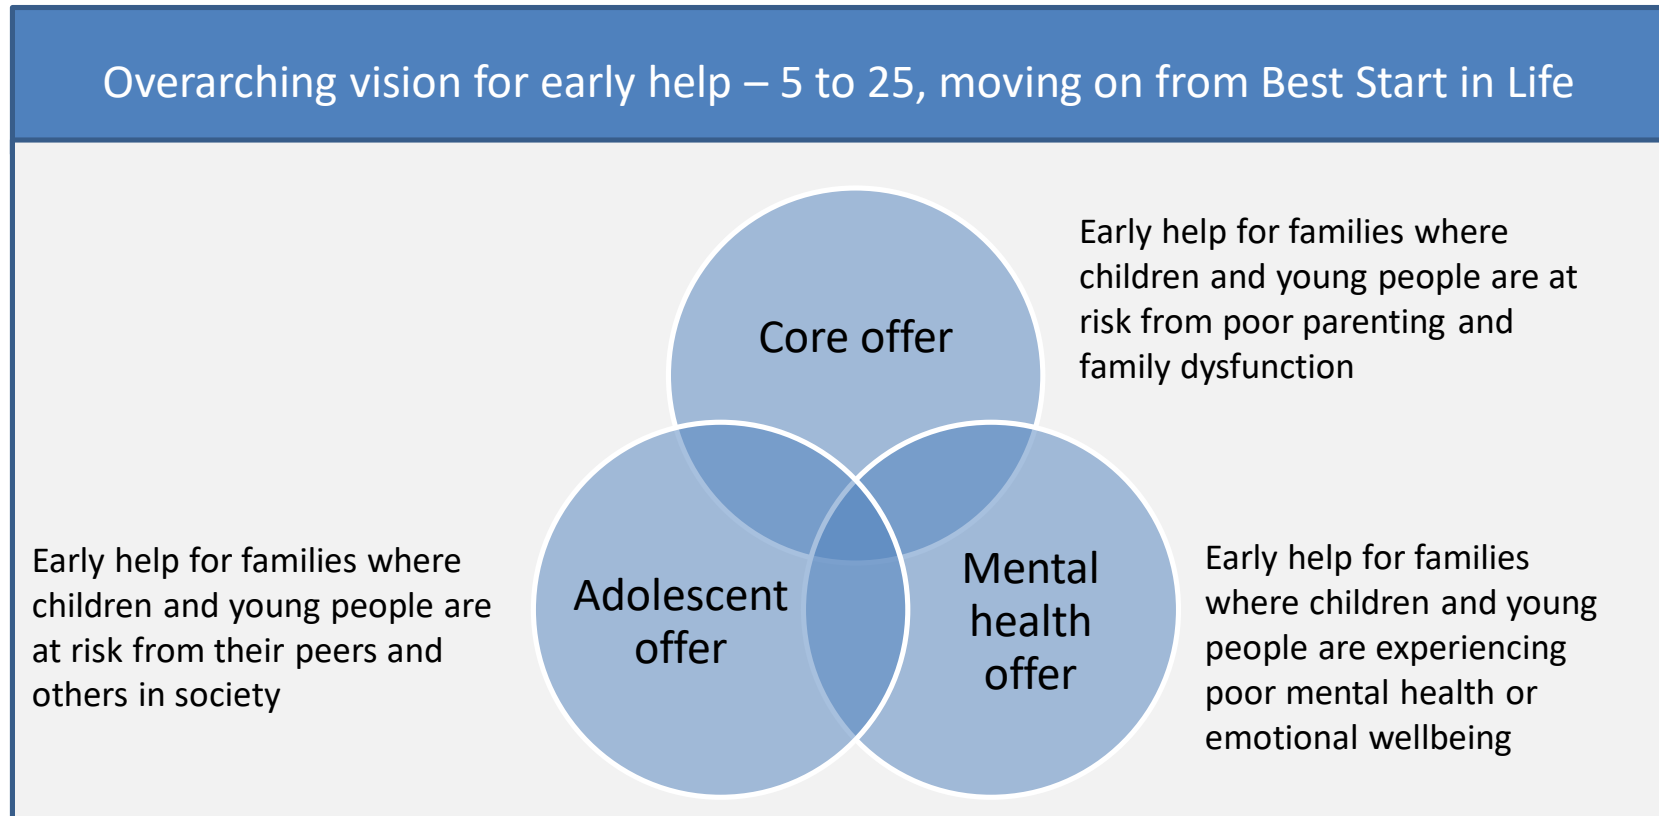 Overarching vision for early help – 5 to 25, moving on from Best Start in Life
Core offer
Early help for families where
children and young people are at
risk from poor parenting and
family dysfunction
Early help for families where
children and young people are
at risk from their peers and
others in society
Adolescent
offer
Mental
health
offer
Early help for families
where children and young
people are experiencing
poor mental health or
emotional wellbeing